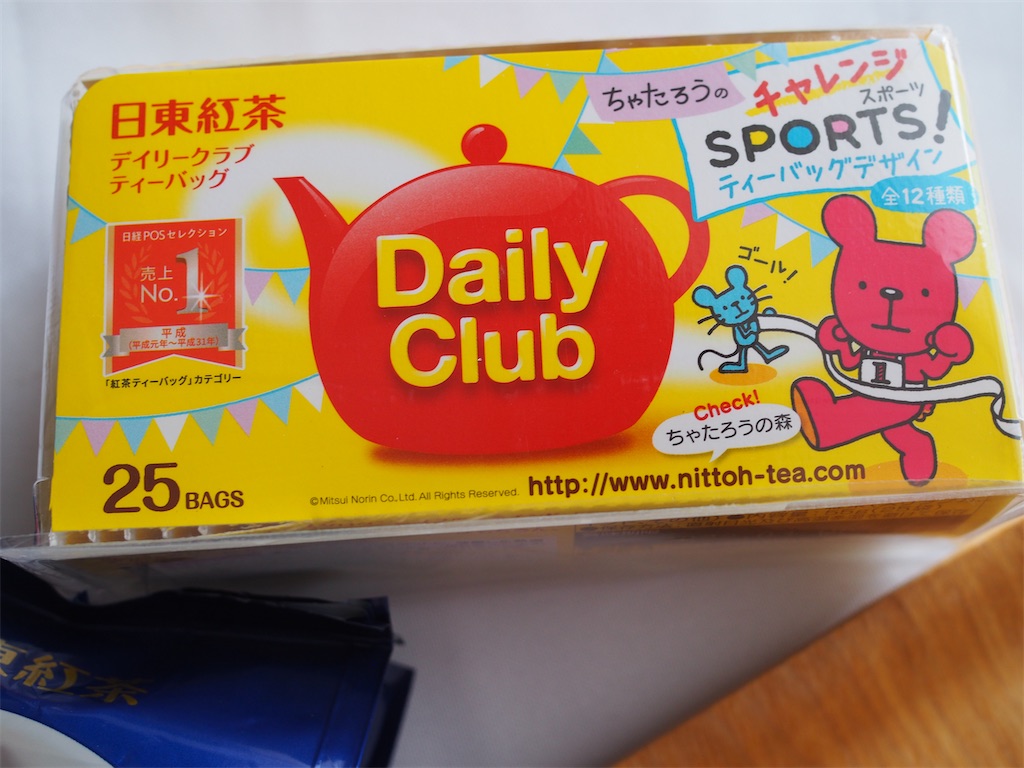 日東紅茶
デイリークラブ
ティーバッグ
日経POSセレクション
売上
No.1
平成
(平成元年〜平成31年)
「紅茶ティーバッグ」カテゴリー
25 BAGS
Daily
Club
©Mitsui Norin Co., Ltd. All Rights Reserved.
http://www.nittoh-tea.com
ちゃたろうの
チャレンジ
スポーツ
SPORTS!
ティーバッグデザイン
全12種類
ゴール!
1
Check!
ちゃたろうの森
東紅茶